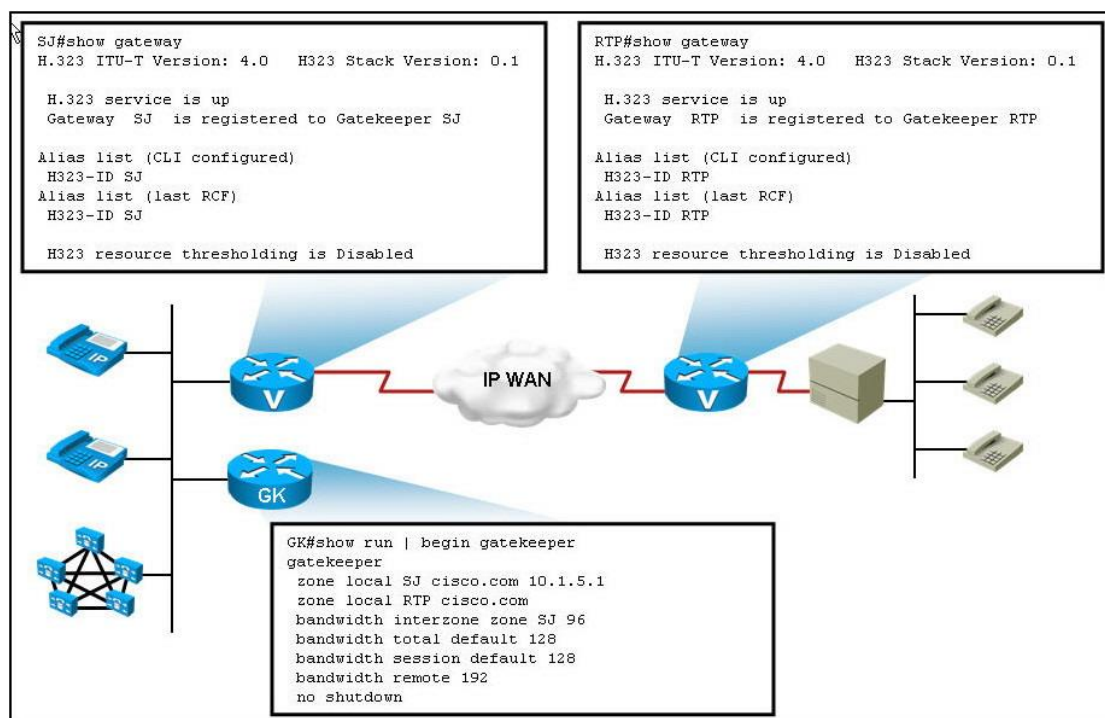 SJ#show gateway
H.323 ITU-T Version: 4.0 H323 Stack Version: 0.1
H.323 service is up
Gateway SJ is registered to Gatekeeper SJ
Alias list (CLI configured)
H323-ID SJ
Alias list (last RCF)
H323-ID SJ
H323 resource thresholding is Disabled
RTP#show gateway
H.323 ITU-T Version: 4.0 H323 Stack Version: 0.1
H.323 service is up
Gateway RTP is registered to Gatekeeper RTP
Alias list (CLI configured)
H323-ID RTP
Alias list (last RCF)
H323-ID RTP
H323 resource thresholding is Disabled
IP
V
IP WAN
V
IP
GK
GK#show run | begin gatekeeper
gatekeeper
zone local SJ cisco.com 10.1.5.1
zone local RTP cisco.com
bandwidth interzone zone SJ 96
bandwidth total default 128
bandwidth session default 128
bandwidth remote 192
no shutdown